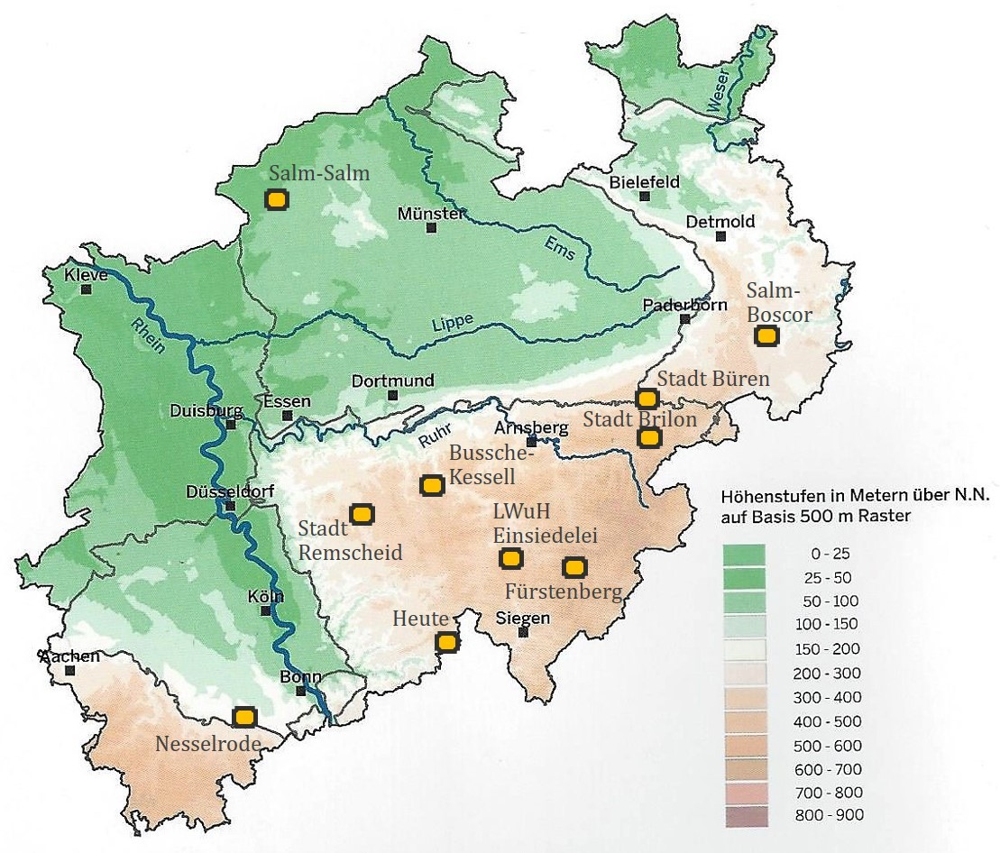 Weser
Salm-Salm
Bielefeld
Münster
Detmold
Ems
Kleve
Salm-
Boscor
Paderborn
Rhein
Lippe
Stadt Büren
Dortmund
Essen
Duisburg
Stadt Brilon
Arnsberg
Ruhr
Bussche-
Kessell
Düsseldorf
Höhenstufen in Metern über N.N.
auf Basis 500 m Raster
LWuH
Einsiedelei
Stadt
Remscheid
0 - 25
25 - 50
50 - 100
100 - 150
150 - 200
200 - 300
300 - 400
400 - 500
500 - 600
600 - 700
700 - 800
800 - 900
Fürstenberg
Köln
Heute
Siegen
Aachen
Bonn
Nesselrode